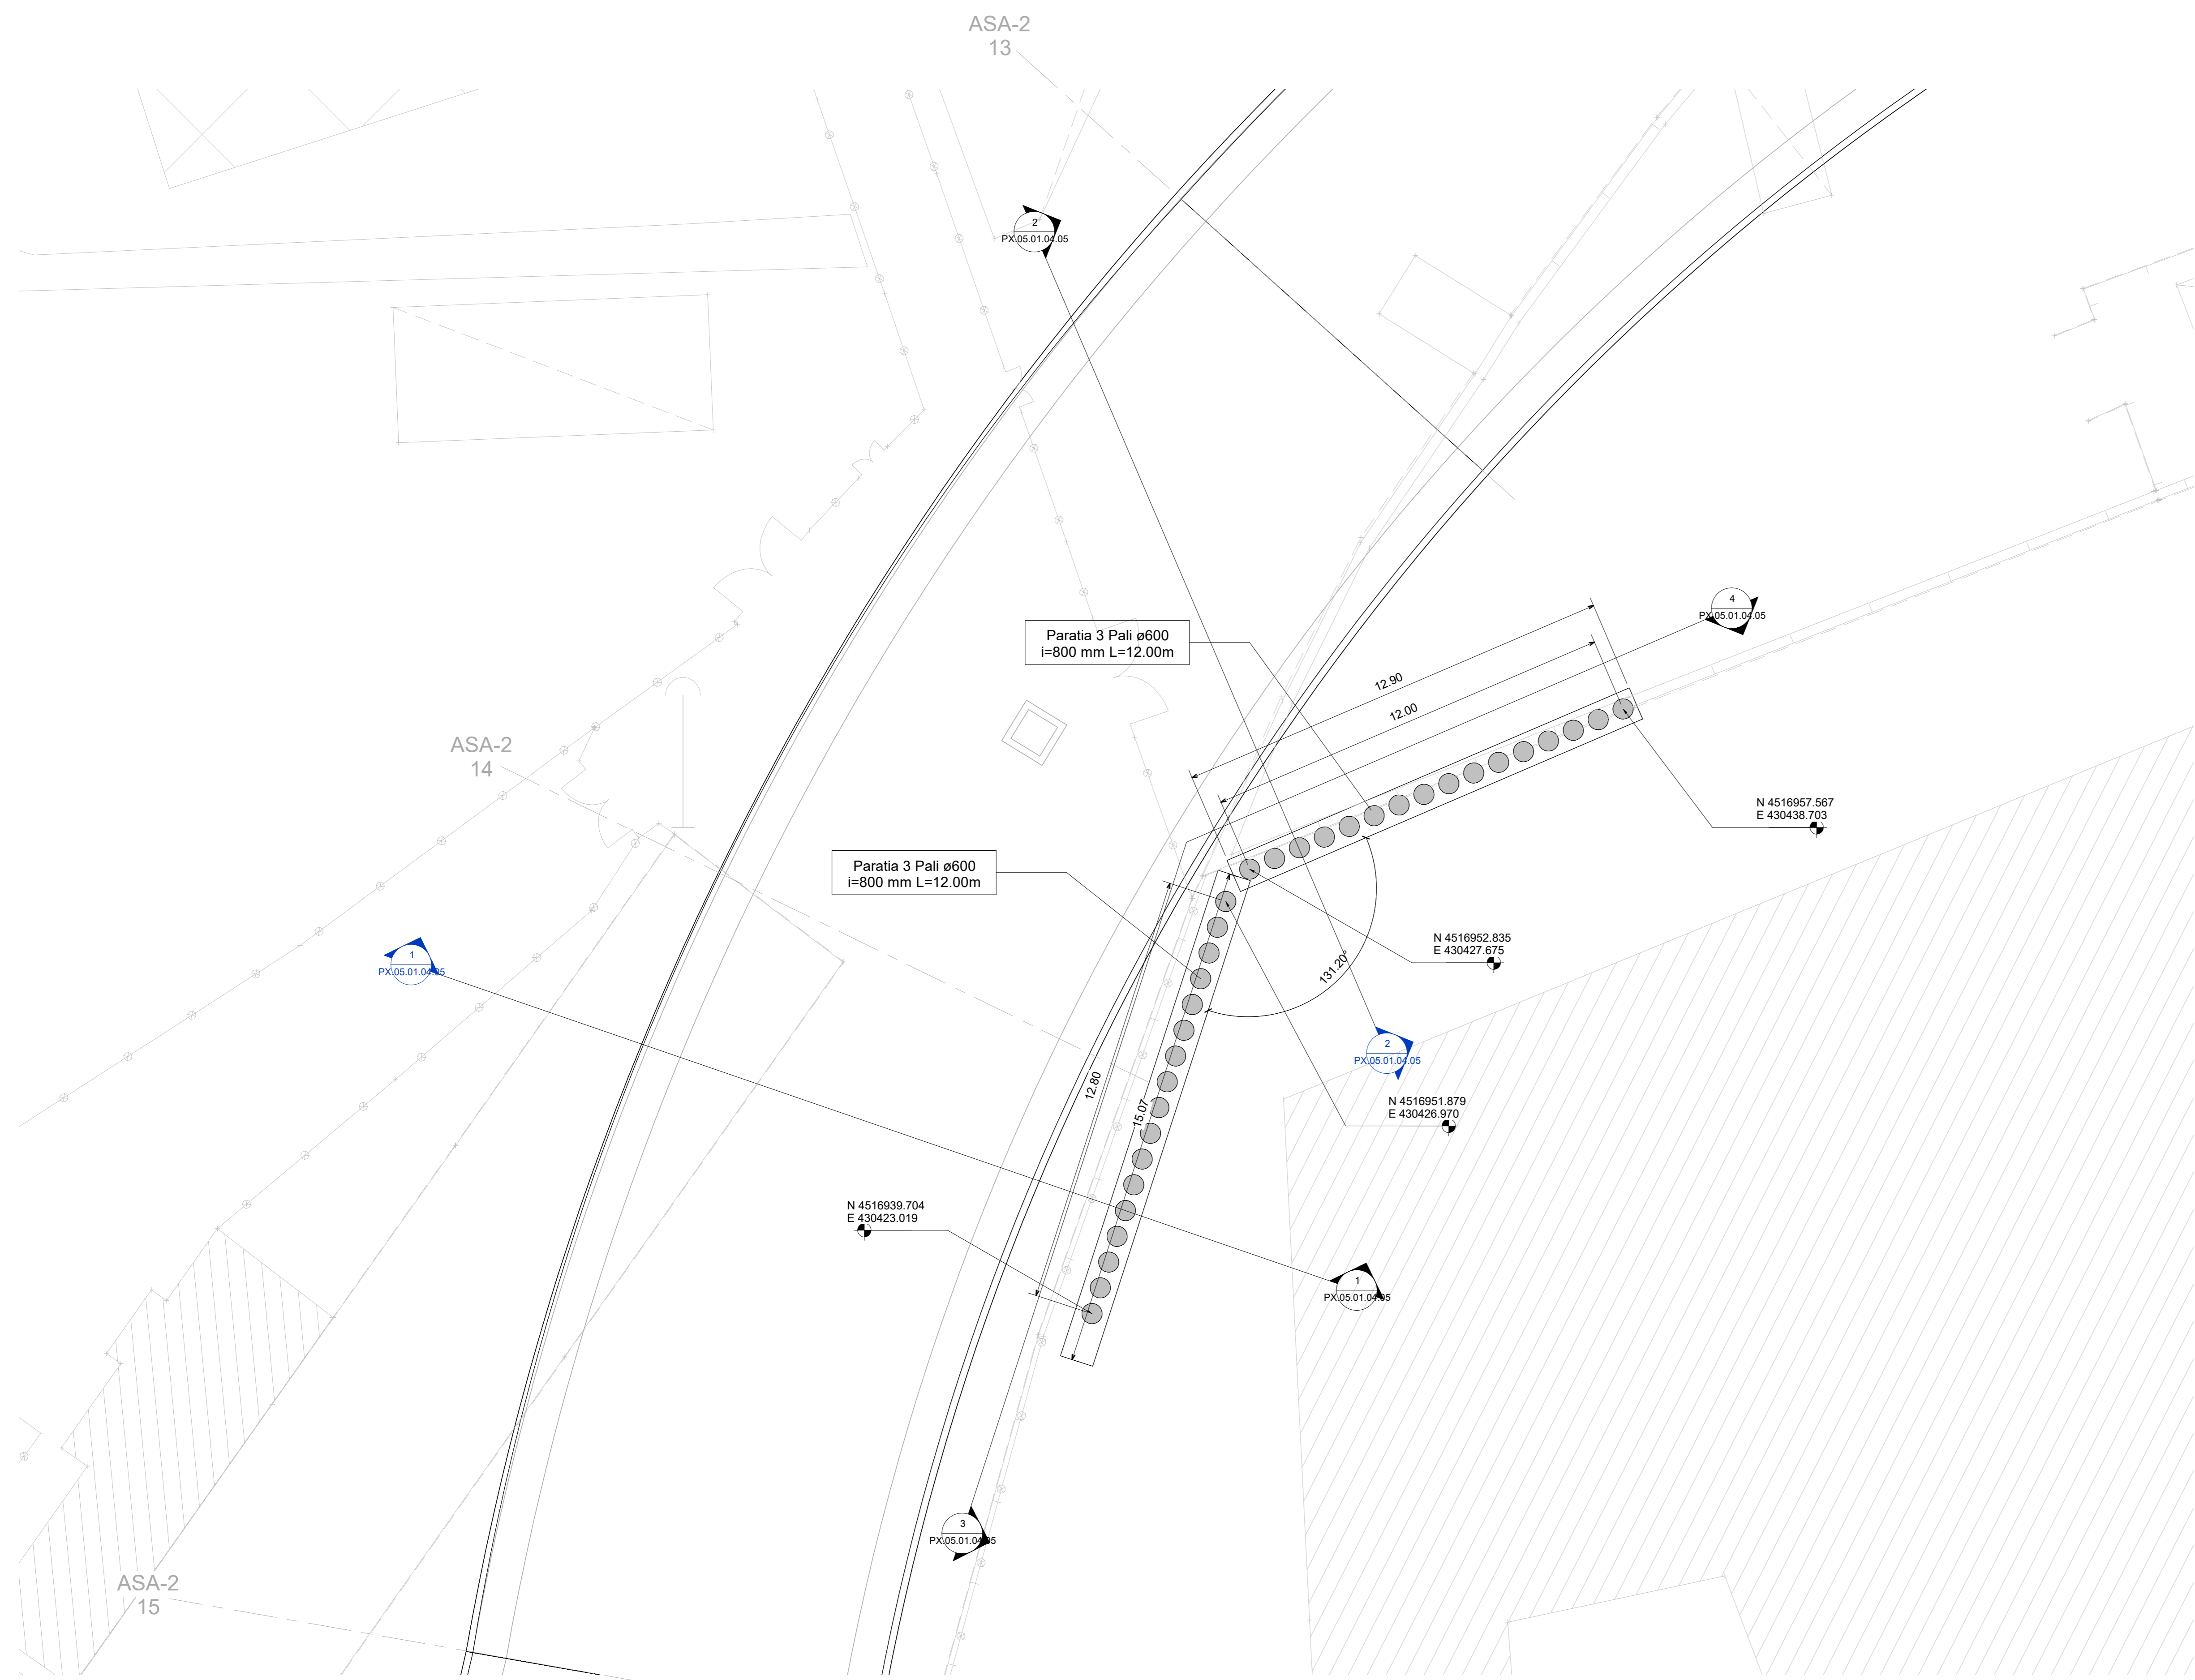 ASA-2
13
2
PX.05.01.04.05
4
PX.05.01.04.05
Paratia 3 Pali ø600
i=800 mm L=12.00m
12.90
12.00
ASA-2
14
N 4516957.567
E 430438.703
Paratia 3 Pali ø600
i=800 mm L=12.00m
N 4516952.835
E 430427.675
131.20°
1
PX.05.01.04.05
2
PX.05.01.04.05
12.80
15.07
N 4516951.879
E 430426.970
N 4516939.704
E 430423.019
1
PX.05.01.04.05
3
PX.05.01.04.05
ASA-2
15